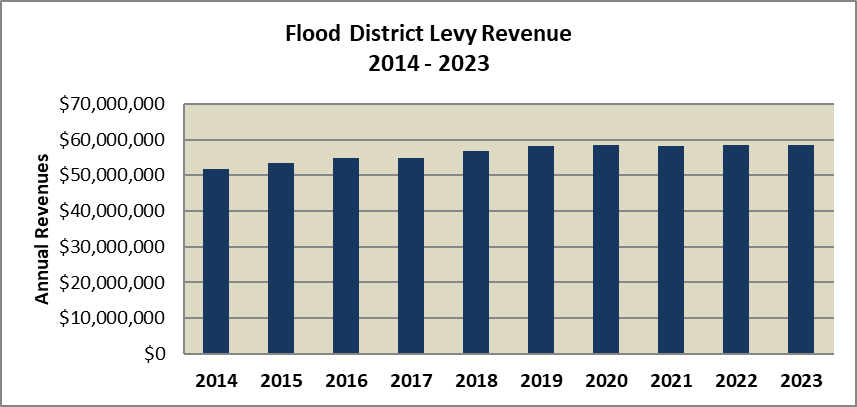 Flood District Levy Revenue
2014 - 2023
Annual Revenues
$70,000,000
$60,000,000
$50,000,000
$40,000,000
$30,000,000
$20,000,000
$10,000,000
$0
2014 2015 2016 2017 2018 2019 2020 2021 2022 2023